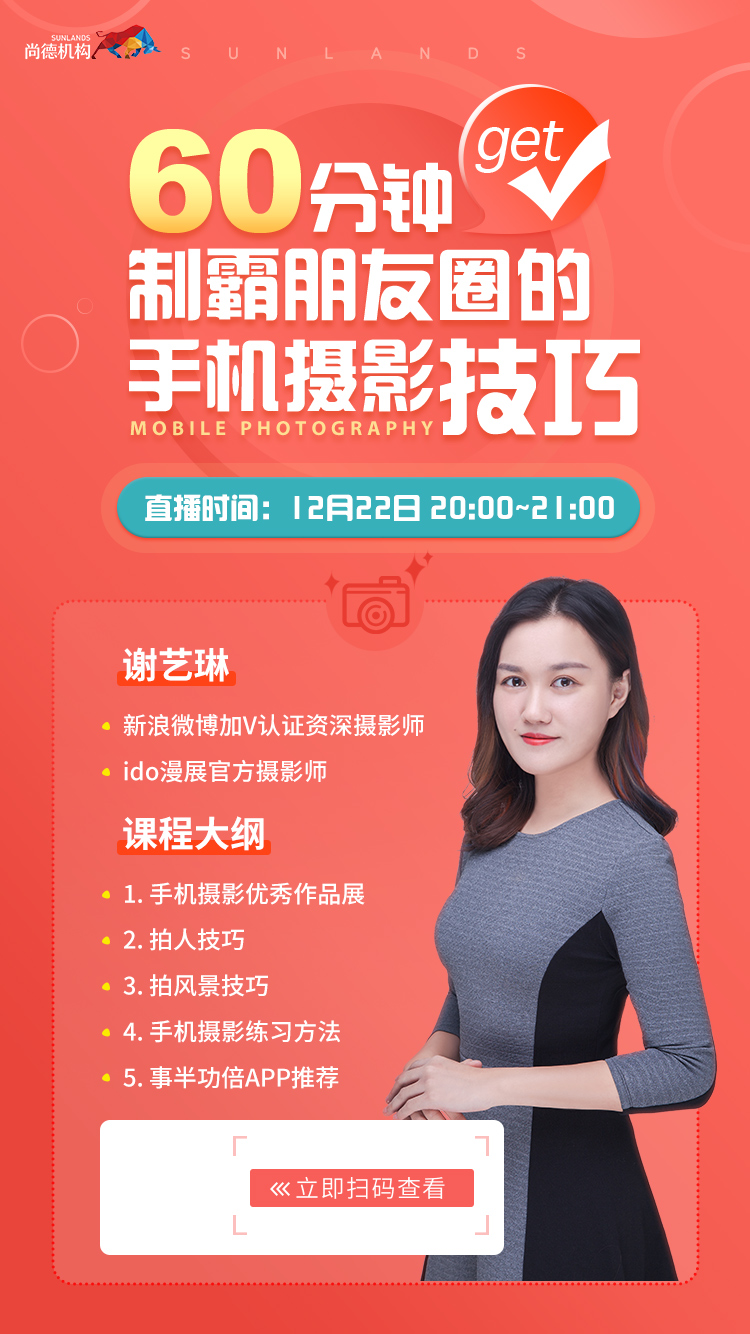 SUNLANDS
尚德机构
SUNLANDS
get
60分钟
制霸朋友圈的
手机摄影技巧
MOBILE PHOTOGRAPHY
直播时间：12月22日 20:00~21:00
谢艺琳
新浪微博加V认证资深摄影师
ido漫展官方摄影师
课程大纲
1. 手机摄影优秀作品展
2. 拍人技巧
3. 拍风景技巧
4. 手机摄影练习方法
5. 事半功倍APP推荐
立即扫码查看